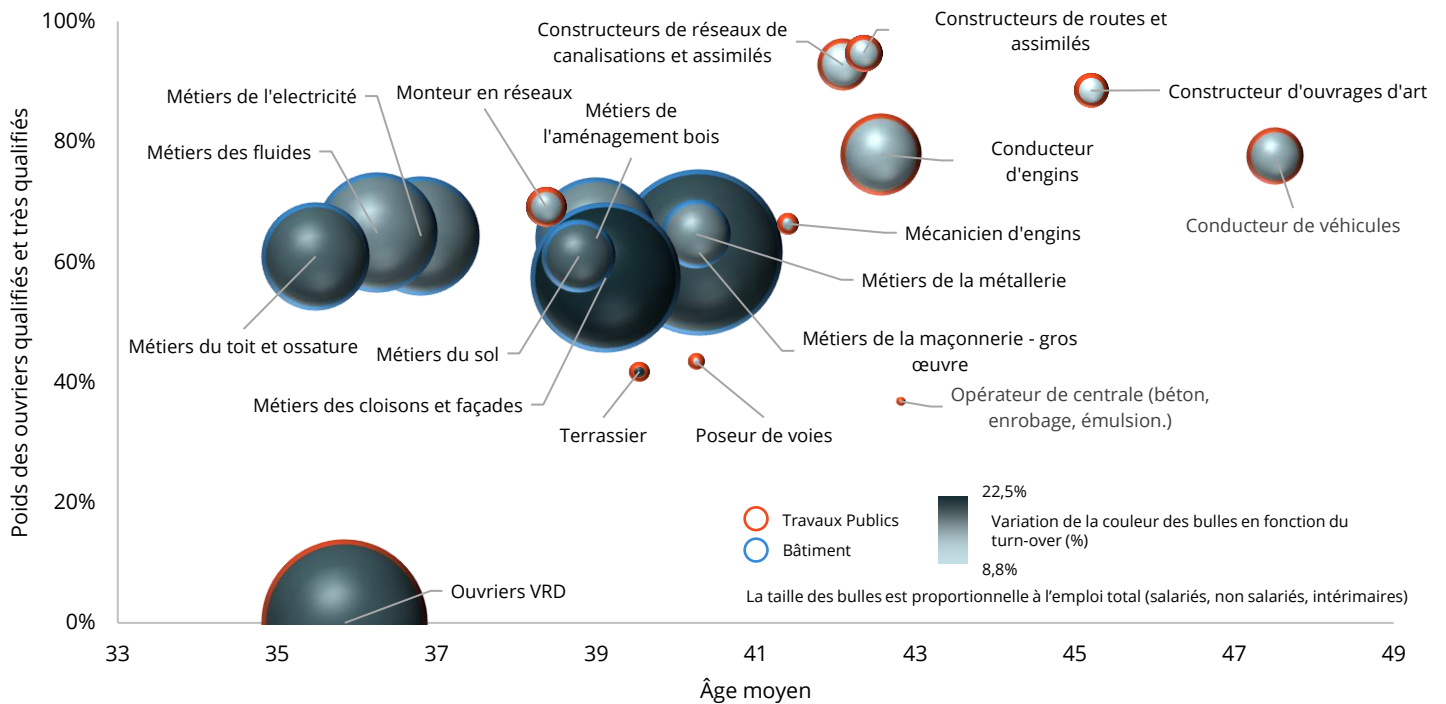 100%
80%
60%
40%
20%
0%
Poids des ouvriers qualifiés et très qualifiés
33
35
37
39
41
43
45
47
49
Âge moyen
Constructeurs de réseaux de
canalisations et assimilés
Constructeurs de routes et
assimilés
Métiers de l'electricité
Monteur en réseaux
Métiers de
l'aménagement bois
Constructeur d'ouvrages d'art
Métiers des fluides
Conducteur
d'engins
Conducteur de véhicules
Mécanicien d'engins
Métiers de la métallerie
Métiers du toit et ossature
Métiers du sol
Métiers de la maçonnerie - gros
œuvre
Métiers des cloisons et façades
Terrassier
Poseur de voies
Opérateur de centrale (béton,
enrobage, émulsion.)
Ouvriers VRD
Travaux Publics
Bâtiment
22,5%
Variation de la couleur des bulles en fonction du
turn-over (%)
8,8%
La taille des bulles est proportionnelle à l’emploi total (salariés, non salariés, intérimaires)